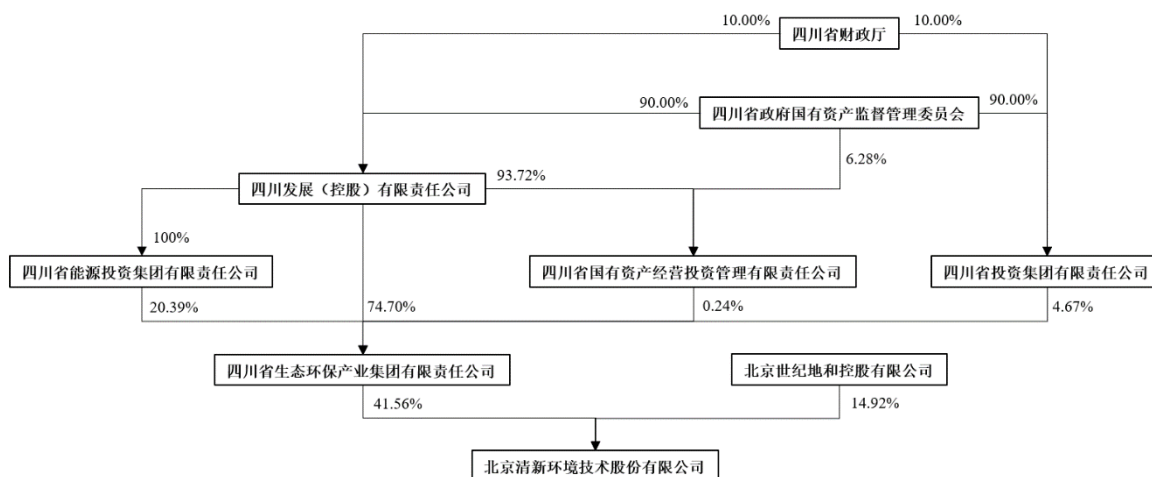 10.00%
四川省财政厅
10.00%
90.00%
四川省政府国有资产监督管理委员会
90.00%
6.28%
四川发展（控股）有限责任公司
93.72%
100%
四川省能源投资集团有限责任公司
四川省国有资产经营投资管理有限责任公司
四川省投资集团有限责任公司
20.39%
74.70%
0.24%
4.67%
四川省生态环保产业集团有限责任公司
北京世纪地和控股有限公司
41.56%
14.92%
北京清新环境技术股份有限公司